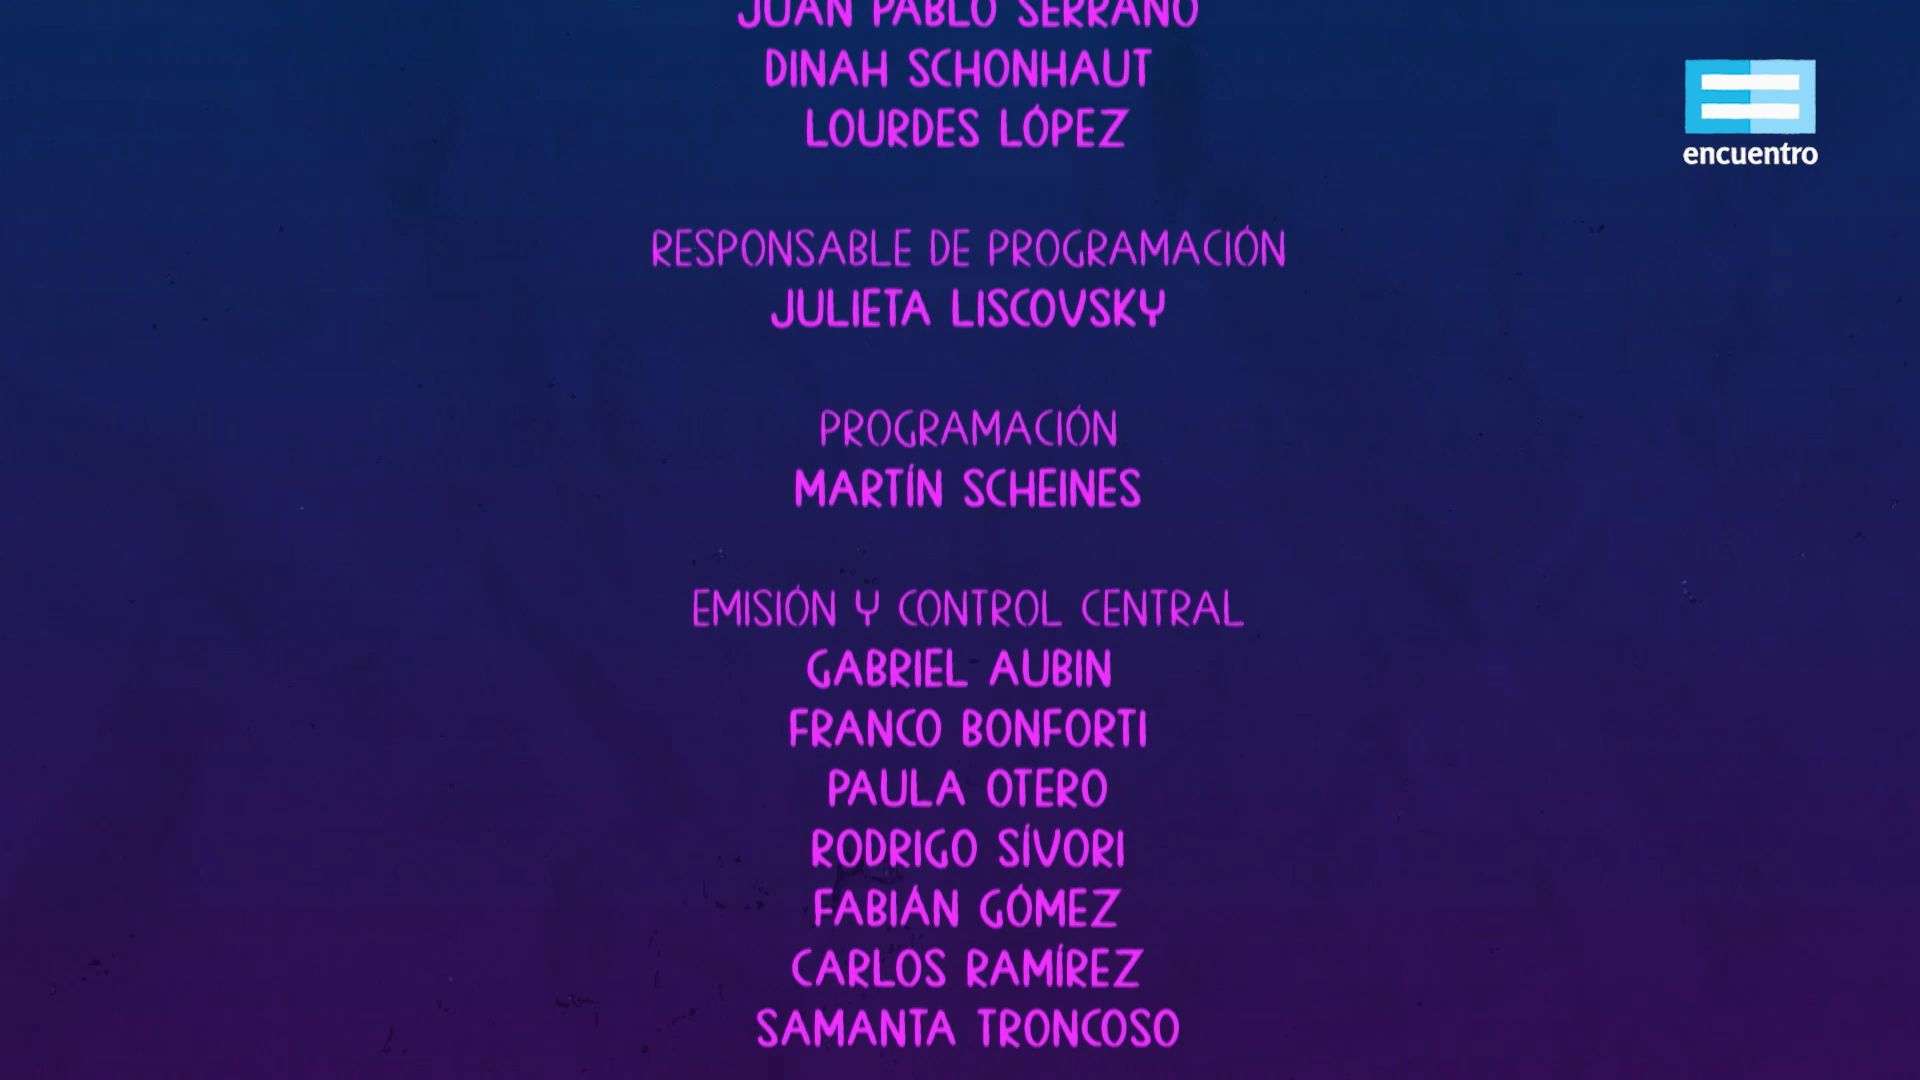 JUAN PABLO SERRANO
DINAH SCHONHAUT
LOURDES LÓPEZ
encuentro
RESPONSABLE DE PROGRAMACIÓN
JULIETA LISCOVSKY
PROGRAMACIÓN
MARTÍN SCHEINES
EMISIÓN Y CONTROL CENTRAL
GABRIEL AUBIN
FRANCO BONFORTI
PAULA OTERO
RODRIGO SÍVORI
FABIÁN GÓMEZ
CARLOS RAMÍREZ
SAMANTA TRONCOSO